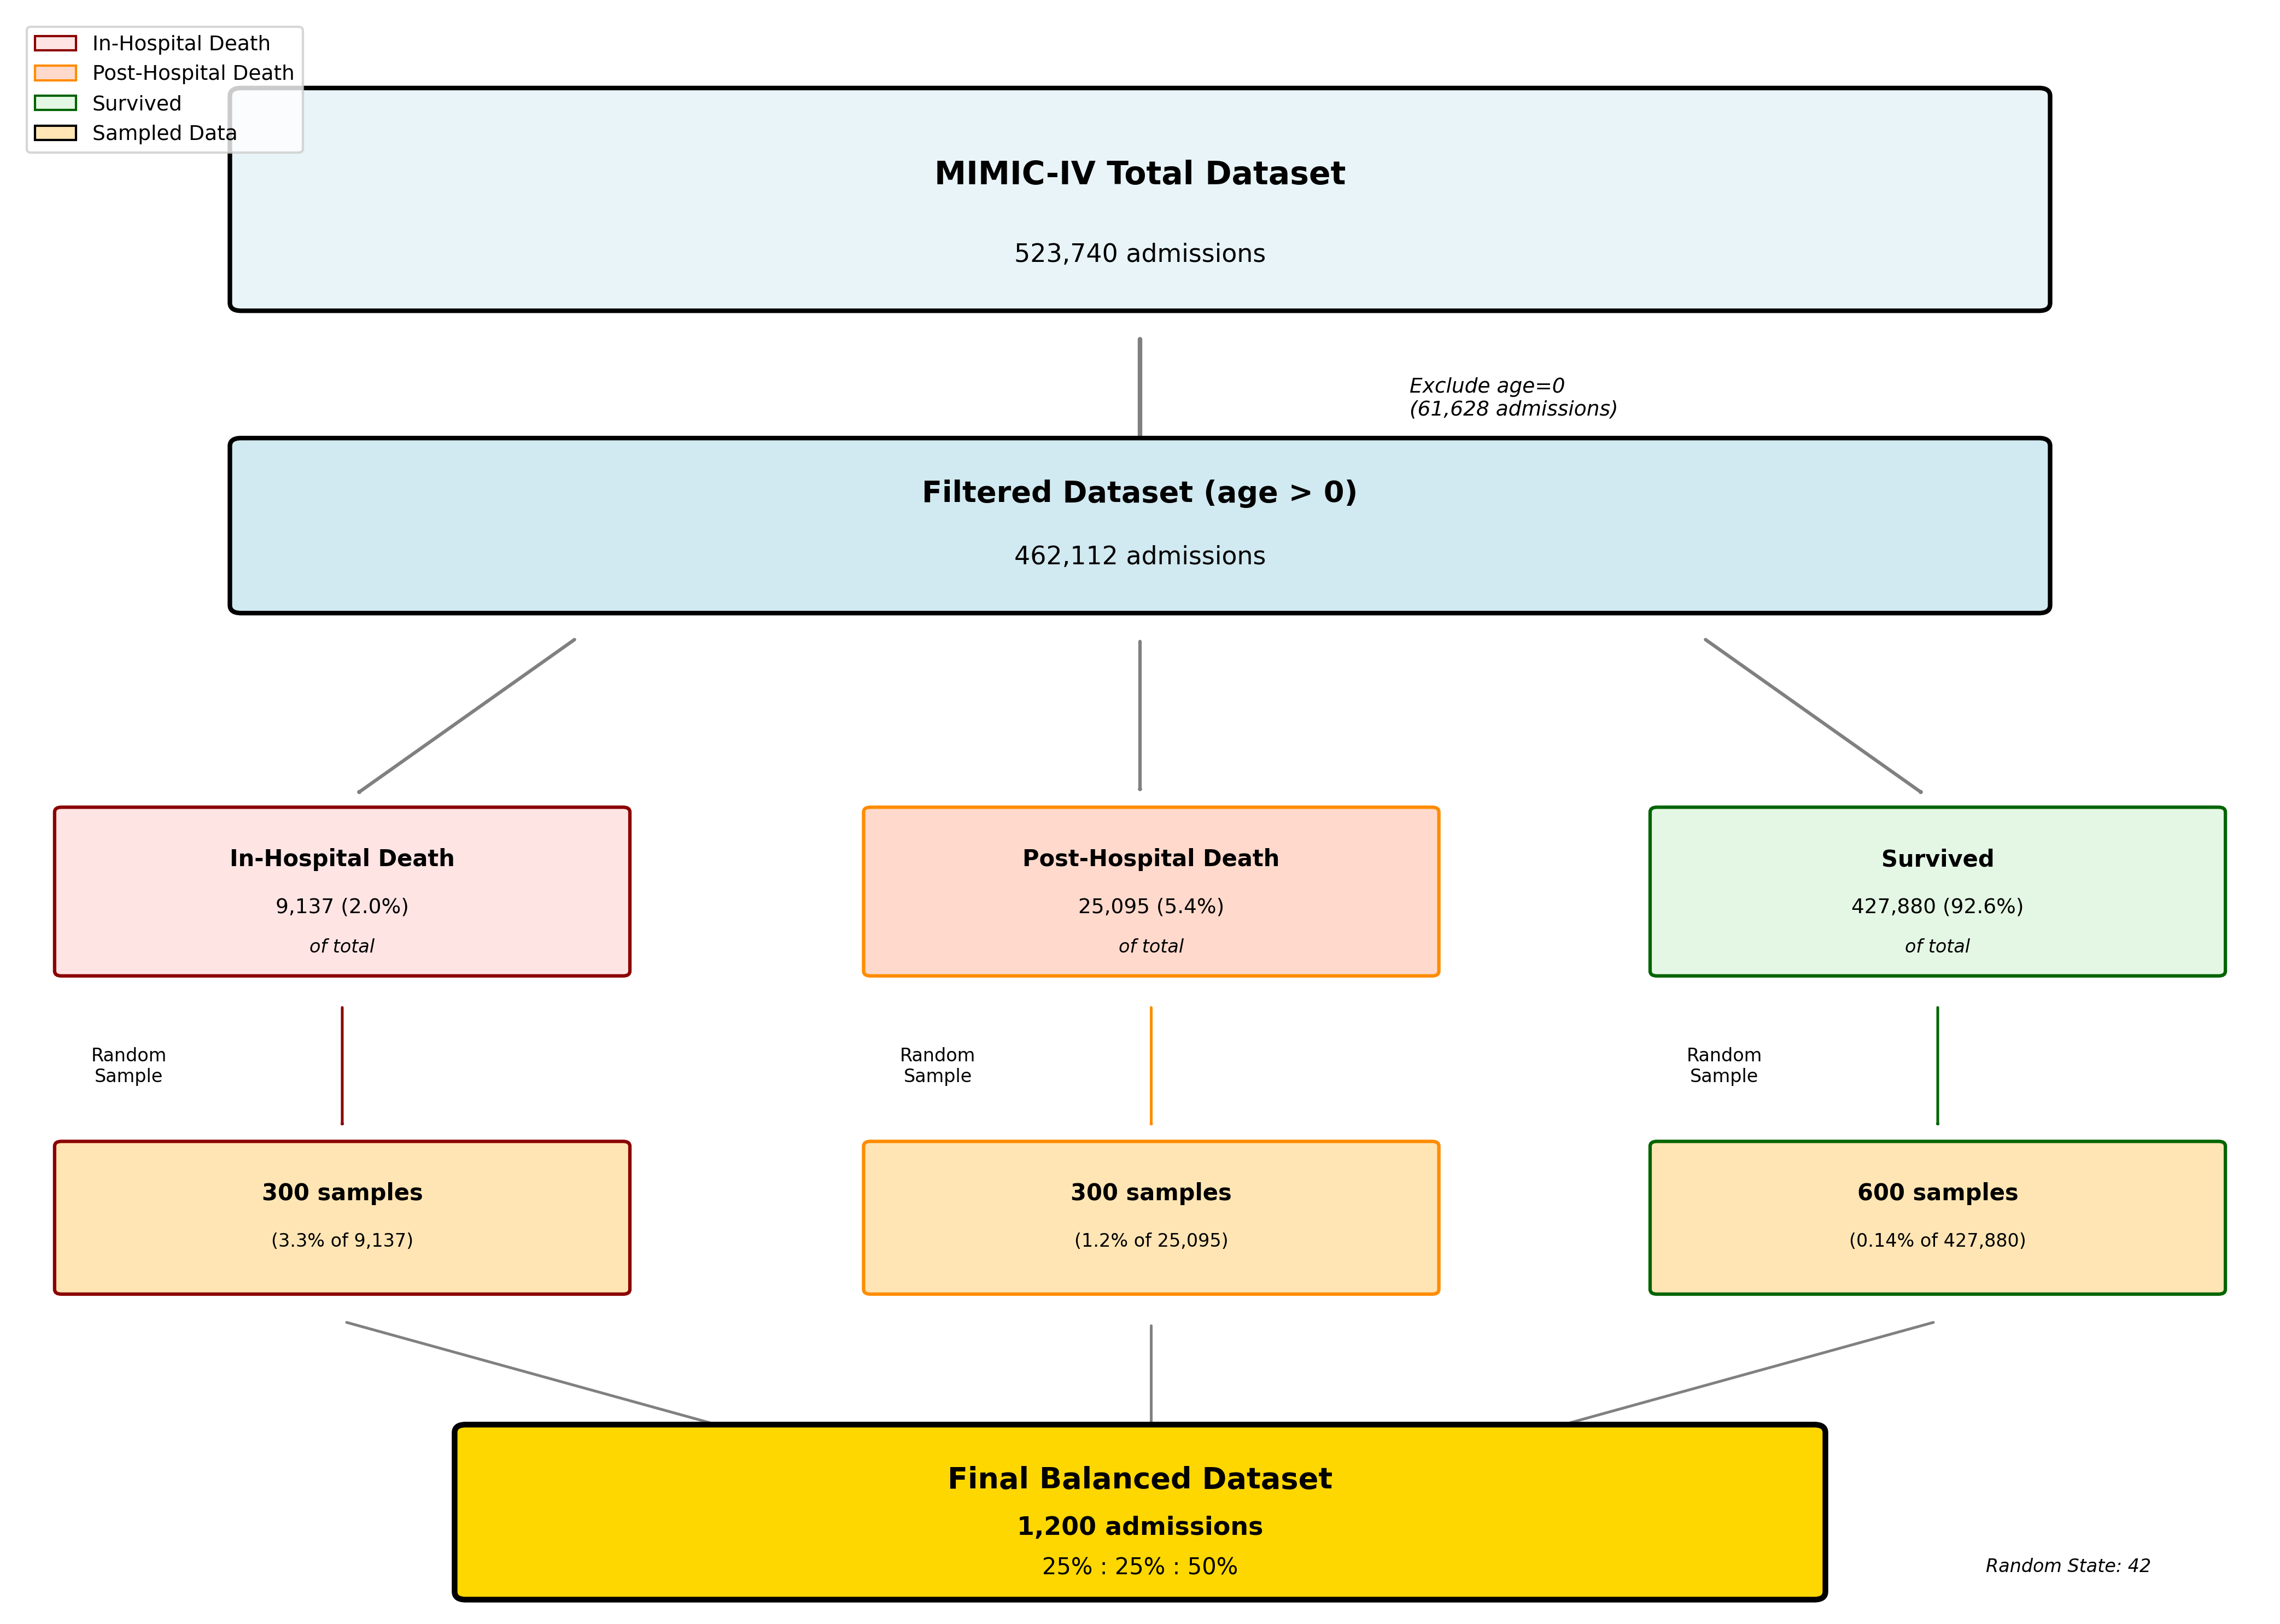 In-Hospital Death
Post-Hospital Death
Survived
Sampled Data
MIMIC-IV Total Dataset
523,740 admissions
Exclude age=0
(61,628 admissions)
Filtered Dataset (age > 0)
462,112 admissions
In-Hospital Death
9,137 (2.0%)
of total
Post-Hospital Death
25,095 (5.4%)
of total
Survived
427,880 (92.6%)
of total
Random
Sample
Random
Sample
Random
Sample
300 samples
(3.3% of 9,137)
300 samples
(1.2% of 25,095)
600 samples
(0.14% of 427,880)
Final Balanced Dataset
1,200 admissions
25% : 25% : 50%
Random State: 42